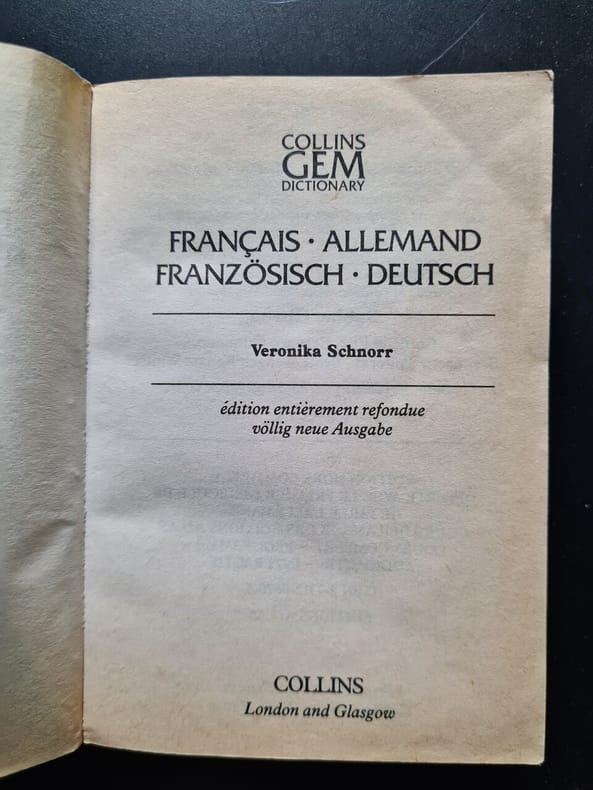 COLLINS
GEM
DICTIONARY
FRANÇAIS · ALLEMAND
FRANZÖSISCH · DEUTSCH
Veronika Schnorr
édition entièrement refondue
völlig neue Ausgabe
COLLINS
London and Glasgow